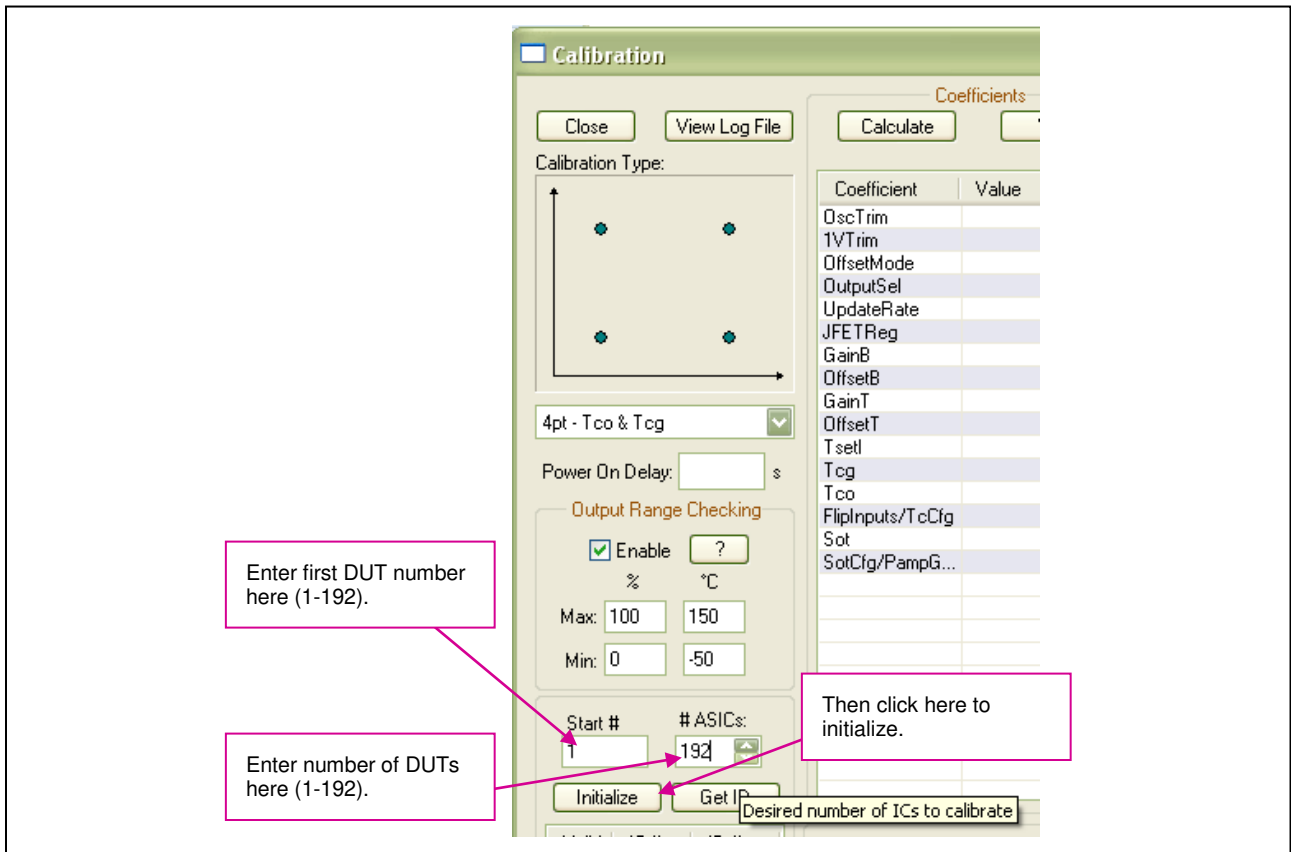 Calibration
Close
View Log File
Calibration Type:
4pt - Tco & Tcg
Power On Delay:
s
Output Range Checking
Enable
?
%
°C
Max:
100
150
Min:
0
-50
Start #
# ASICs:
1
192
Initialize
Get ID
Desired number of ICs to calibrate
Coefficients
Calculate
Coefficient
Value
OscTrim
1VTrim
OffsetMode
OutputSel
UpdateRate
JFETReg
GainB
OffsetB
GainT
OffsetT
Tsetl
Tcg
Tco
FlipInputs/TcCfg
Sot
SotCfg/PampG...
Enter first DUT number
here (1-192).
Enter number of DUTs
here (1-192).
Then click here to
initialize.